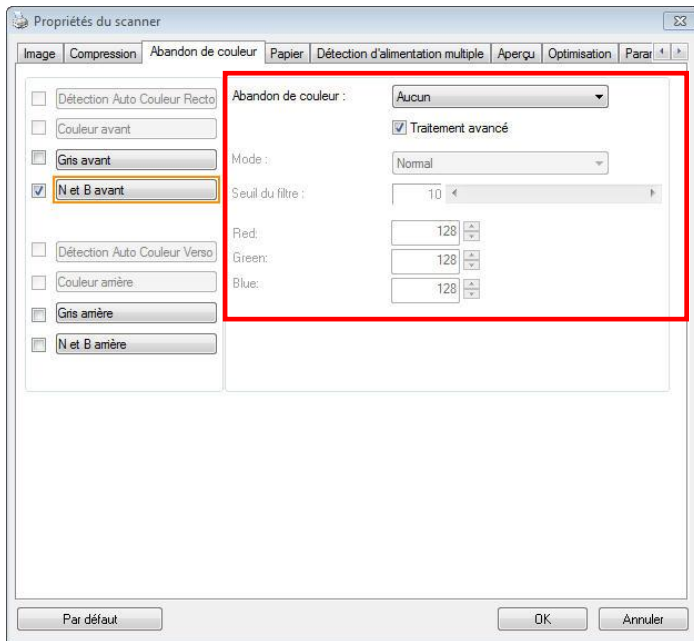 Propriétés du scanner
Image Compression Abandon de couleur Papier Détection d'alimentation multiple Aperçu Optimisation Parar
Détection Auto Couleur Recto
Couleur avant
Gris avant
N et B avant
Détection Auto Couleur Verso
Couleur arrière
Gris arrière
N et B arrière
Abandon de couleur : Aucun
Traitement avancé
Mode : Normal
Seuil du filtre : 10
Red: 128
Green: 128
Blue: 128
Par défaut OK Annuler